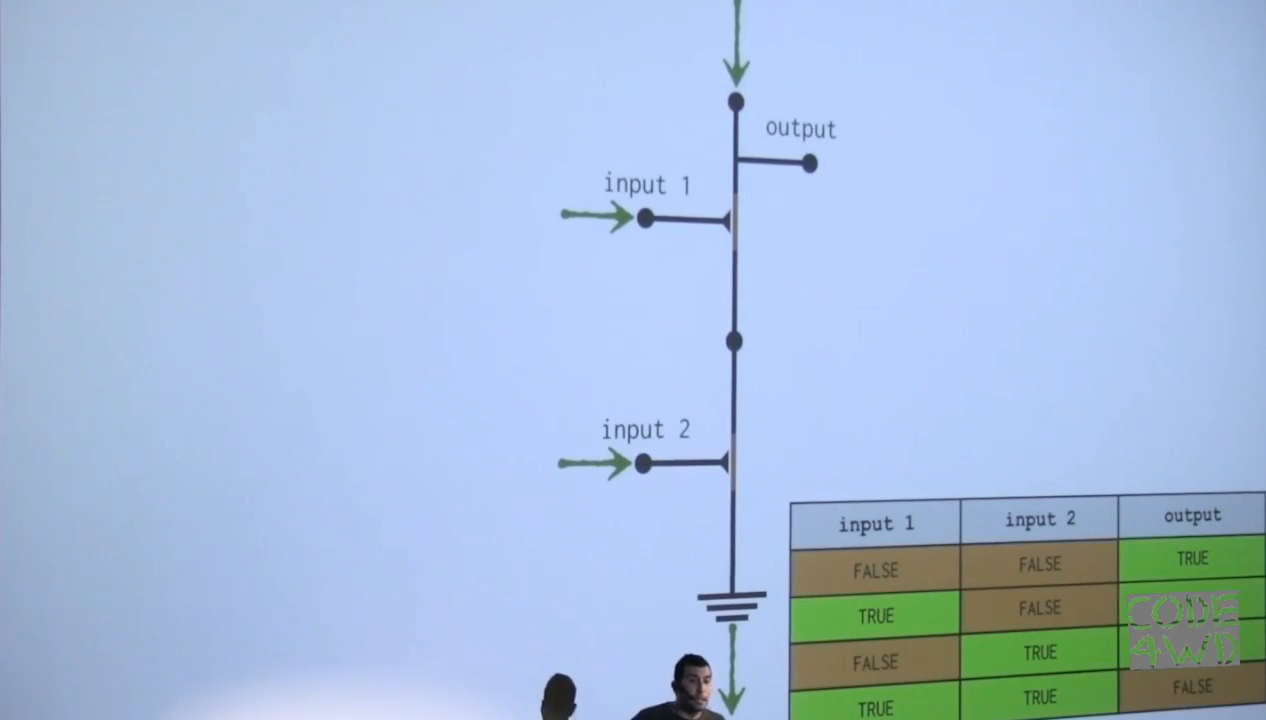 output
input 1
input 2
input 1 input 2 output
FALSE FALSE TRUE
TRUE FALSE
FALSE TRUE
TRUE TRUE FALSE
CODE
4WD